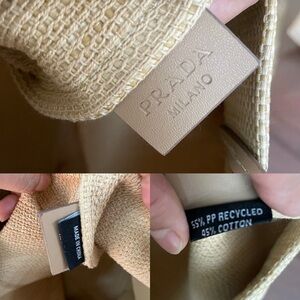 PRADA
MILANO
MADE IN CHINA
55% PP RECYCLED
45% COTTON